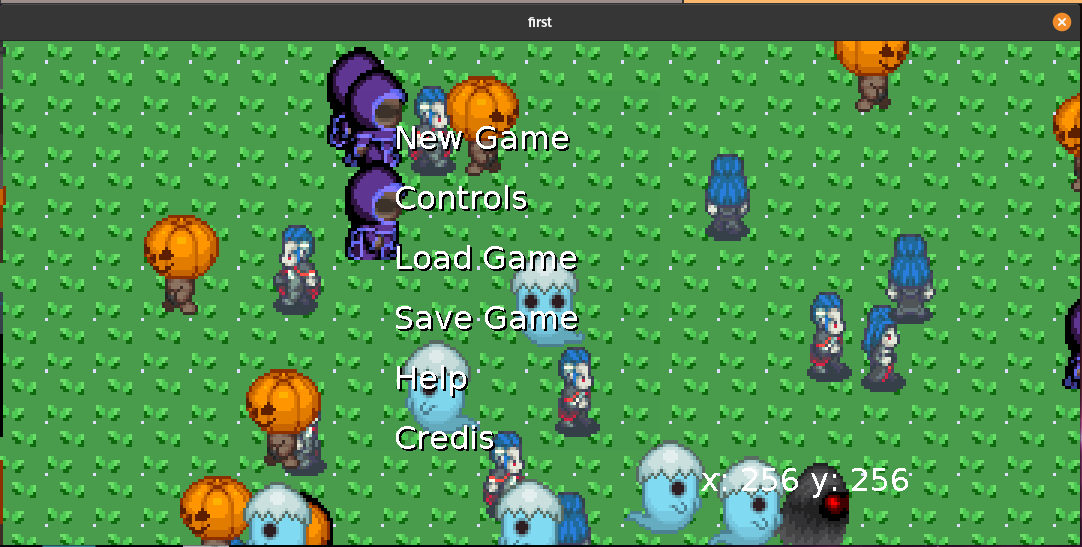 first
New Game
Controls
Load Game
Save Game
Help
Credis
x: 256 y: 256